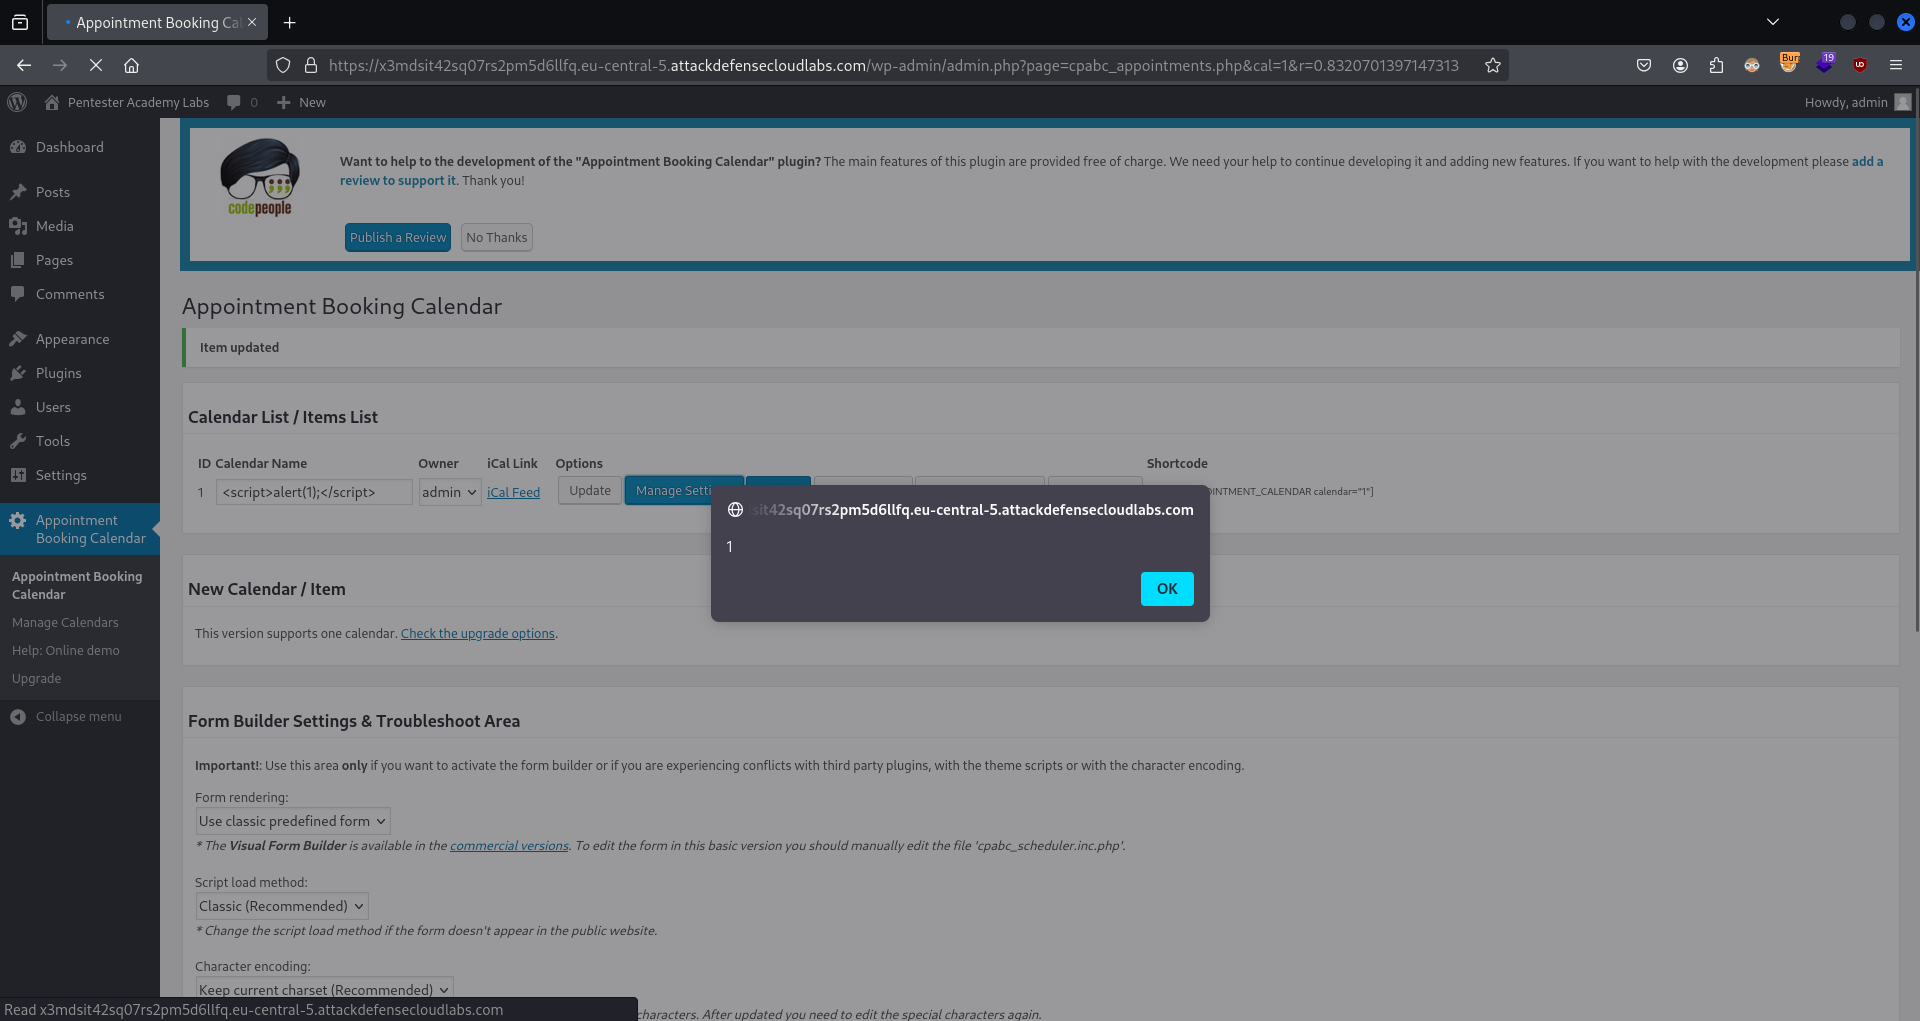 Appointment Booking Cal
https://x3mdsit42sq07rs2pm5d6llfq.eu-central-5.attackdefensecloudlabs.com/wp-admin/admin.php?page=cpabc_appointments.php&cal=1&r=0.8320701397147313
Bur
19
Pentester Academy Labs
0
New
Howdy, admin
Dashboard
Posts
Media
Pages
Comments
Appearance
Plugins
Users
Tools
Settings
Appointment
Booking Calendar
Appointment Booking
Calendar
Manage Calendars
Help: Online demo
Upgrade
Collapse menu
codepeople
Want to help to the development of the "Appointment Booking Calendar" plugin? The main features of this plugin are provided free of charge. We need your help to continue developing it and adding new features. If you want to help with the development please add a
review to support it. Thank you!
Publish a Review
No Thanks
Appointment Booking Calendar
Item updated
Calendar List / Items List
ID Calendar Name Owner iCal Link Options Shortcode
1 <script>alert(1);</script> admin iCal Feed Update Manage Setti OINTMENT_CALENDAR calendar="1"]
sit42sq07rs2pm5d6llfq.eu-central-5.attackdefensecloudlabs.com
1
OK
New Calendar / Item
This version supports one calendar. Check the upgrade options.
Form Builder Settings & Troubleshoot Area
Important!: Use this area only if you want to activate the form builder or if you are experiencing conflicts with third party plugins, with the theme scripts or with the character encoding.
Form rendering:
Use classic predefined form
* The Visual Form Builder is available in the commercial versions. To edit the form in this basic version you should manually edit the file 'cpabc_scheduler.inc.php'.
Script load method:
Classic (Recommended)
* Change the script load method if the form doesn't appear in the public website.
Character encoding:
Keep current charset (Recommended)
characters. After updated you need to edit the special characters again.
Read x3mdsit42sq07rs2pm5d6llfq.eu-central-5.attackdefensecloudlabs.com